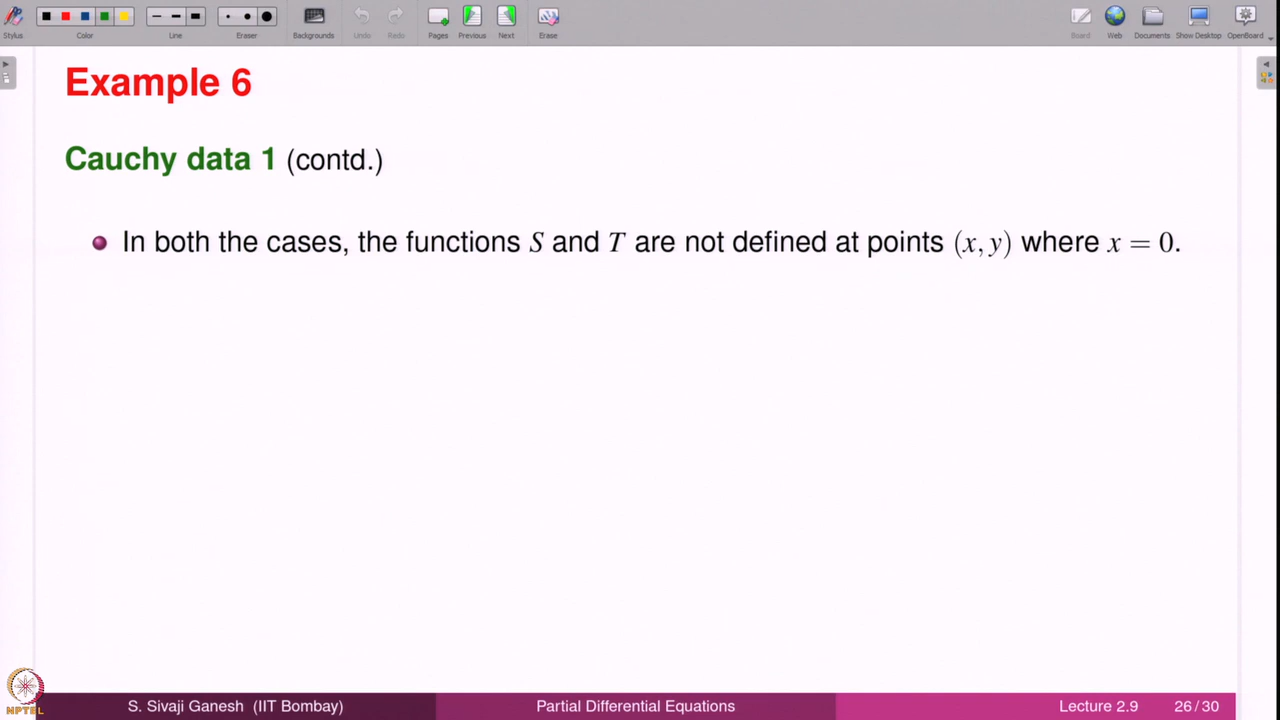 Stylus Color Line Eraser Backgrounds Undo Redo Pages Previous Next Erase Board Web Documents Show Desktop OpenBoard
Example 6
Cauchy data 1 (contd.)
In both the cases, the functions S and T are not defined at points (x, y) where x = 0.
NPTEL
S. Sivaji Ganesh (IIT Bombay) Partial Differential Equations Lecture 2.9 26 / 30